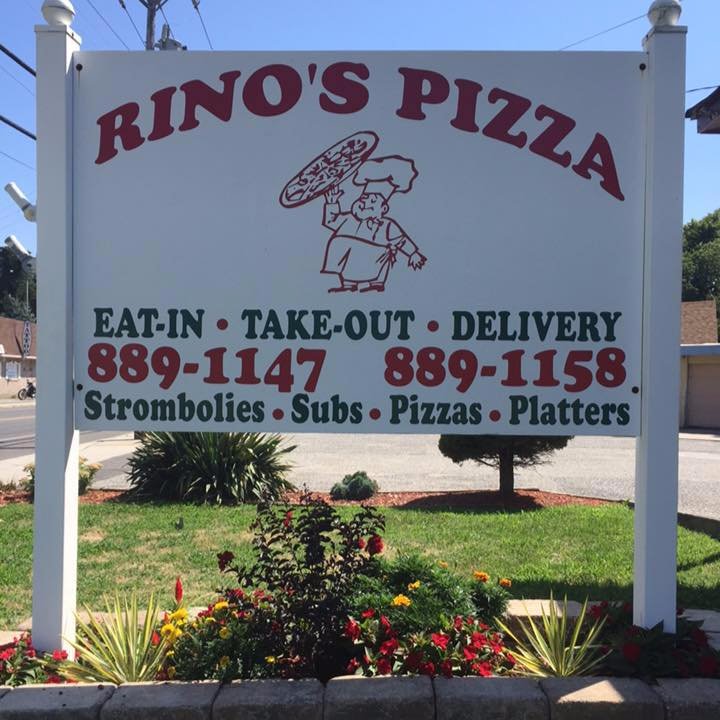 RINO'S PIZZA
EAT-IN • TAKE-OUT • DELIVERY
889-1147 889-1158
Strombolies • Subs • Pizzas • Platters